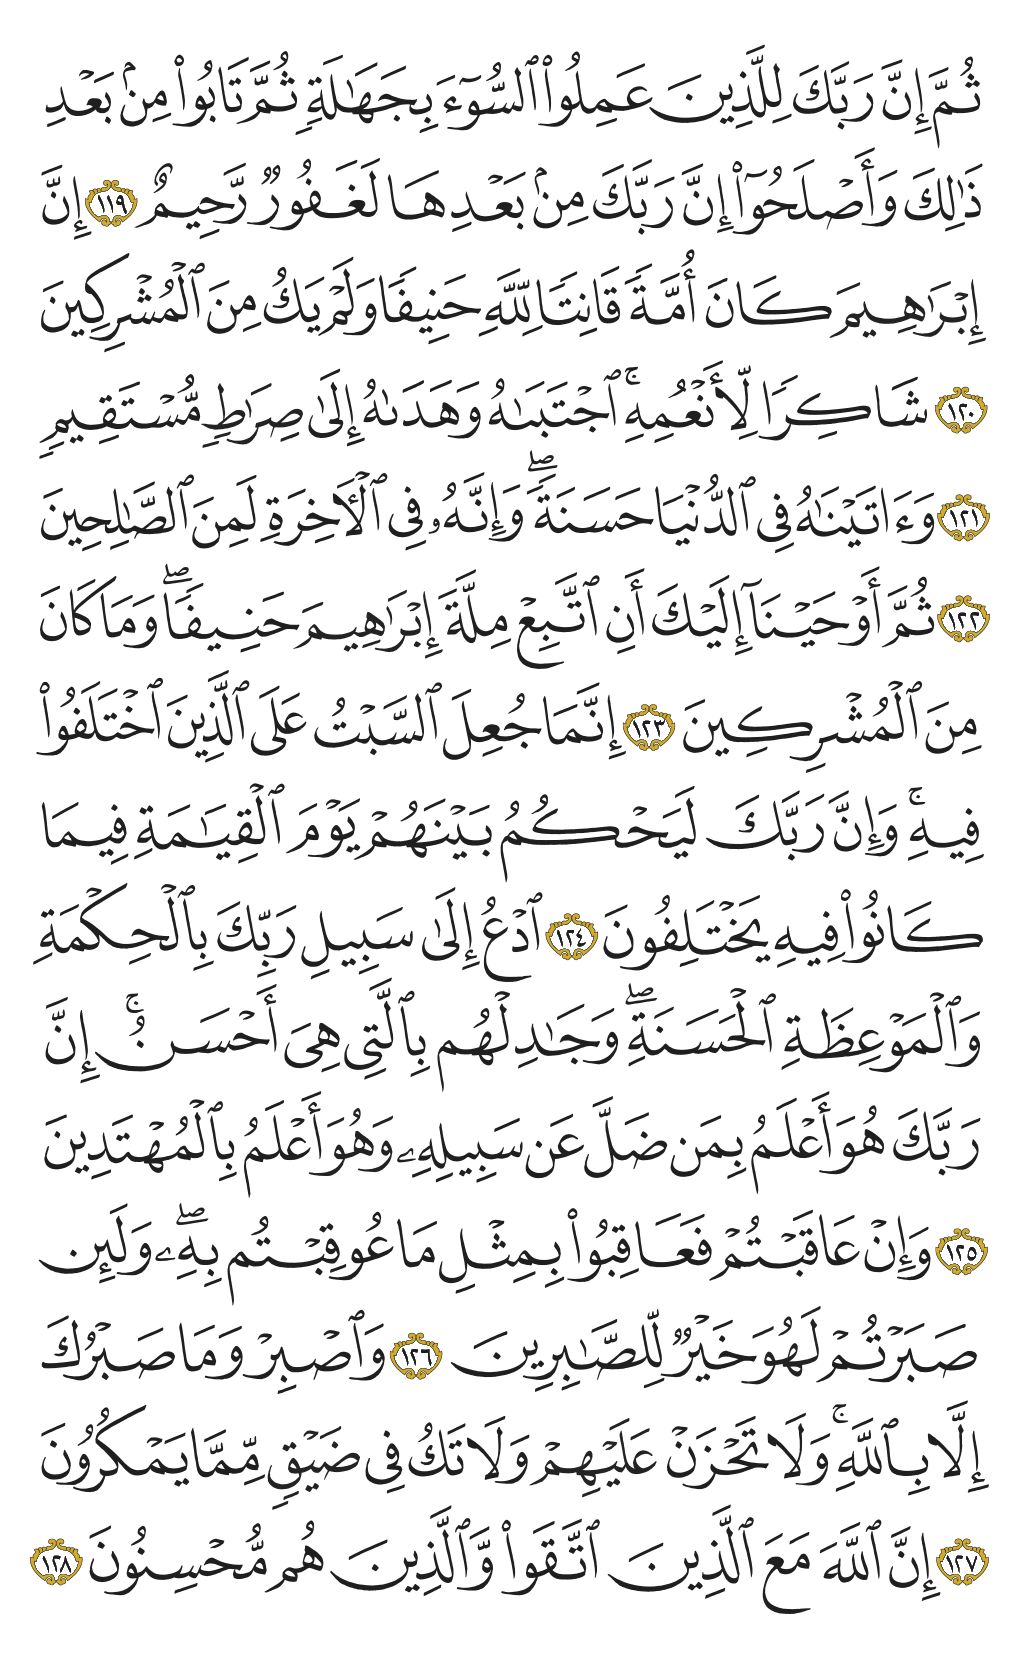 ثُمَّ إِنَّ رَبَّكَ لِلَّذِينَ عَمِلُوا۟ ٱلسُّوٓءَ بِجَهَـٰلَةٍ ثُمَّ تَابُوا۟ مِنۢ بَعْدِ
ذَٰلِكَ وَأَصْلَحُوٓا۟ إِنَّ رَبَّكَ مِنۢ بَعْدِهَا لَغَفُورٌ رَّحِيمٌ ١١٩ إِنَّ
إِبْرَٰهِيمَ كَانَ أُمَّةً قَانِتًا لِّلَّهِ حَنِيفًا وَلَمْ يَكُ مِنَ ٱلْمُشْرِكِينَ
١٢٠ شَاكِرًا لِّأَنْعُمِهِ ۚ ٱجْتَبَىٰهُ وَهَدَىٰهُ إِلَىٰ صِرَٰطٍ مُّسْتَقِيمٍ
١٢١ وَءَاتَيْنَـٰهُ فِى ٱلدُّنْيَا حَسَنَةً ۖ وَإِنَّهُۥ فِى ٱلْـَٔاخِرَةِ لَمِنَ ٱلصَّـٰلِحِينَ
١٢٢ ثُمَّ أَوْحَيْنَآ إِلَيْكَ أَنِ ٱتَّبِعْ مِلَّةَ إِبْرَٰهِيمَ حَنِيفًا ۖ وَمَا كَانَ
مِنَ ٱلْمُشْرِكِينَ ١٢٣ إِنَّمَا جُعِلَ ٱلسَّبْتُ عَلَى ٱلَّذِينَ ٱخْتَلَفُوا۟
فِيهِ ۚ وَإِنَّ رَبَّكَ لَيَحْكُمُ بَيْنَهُمْ يَوْمَ ٱلْقِيَـٰمَةِ فِيمَا
كَانُوا۟ فِيهِ يَخْتَلِفُونَ ١٢٤ ٱدْعُ إِلَىٰ سَبِيلِ رَبِّكَ بِٱلْحِكْمَةِ
وَٱلْمَوْعِظَةِ ٱلْحَسَنَةِ ۖ وَجَـٰدِلْهُم بِٱلَّتِى هِىَ أَحْسَنُ ۚ إِنَّ
رَبَّكَ هُوَ أَعْلَمُ بِمَن ضَلَّ عَن سَبِيلِهِۦ وَهُوَ أَعْلَمُ بِٱلْمُهْتَدِينَ
١٢٥ وَإِنْ عَاقَبْتُمْ فَعَاقِبُوا۟ بِمِثْلِ مَا عُوقِبْتُم بِهِۦ ۖ وَلَئِن
صَبَرْتُمْ لَهُوَ خَيْرٌ لِّلصَّـٰبِرِينَ ١٢٦ وَٱصْبِرْ وَمَا صَبْرُكَ
إِلَّا بِٱللَّهِ ۚ وَلَا تَحْزَنْ عَلَيْهِمْ وَلَا تَكُ فِى ضَيْقٍ مِّمَّا يَمْكُرُونَ
١٢٧ إِنَّ ٱللَّهَ مَعَ ٱلَّذِينَ ٱتَّقَوا۟ وَّٱلَّذِينَ هُم مُّحْسِنُونَ ١٢٨